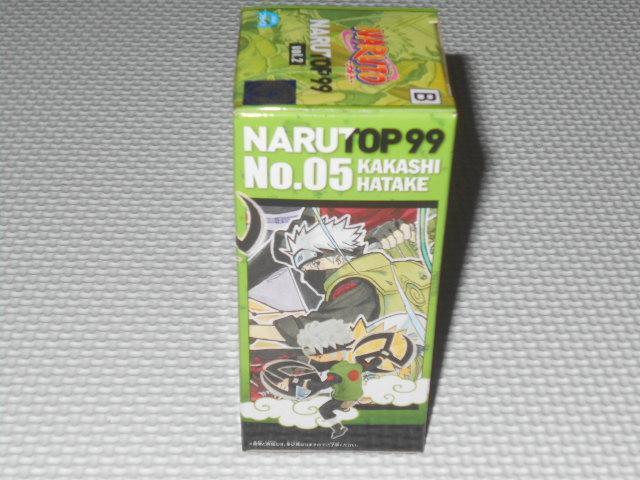 NARUTO
NARUTOP99
vol.2
B
NARUTOP99
No.05 KAKASHI
HATAKE